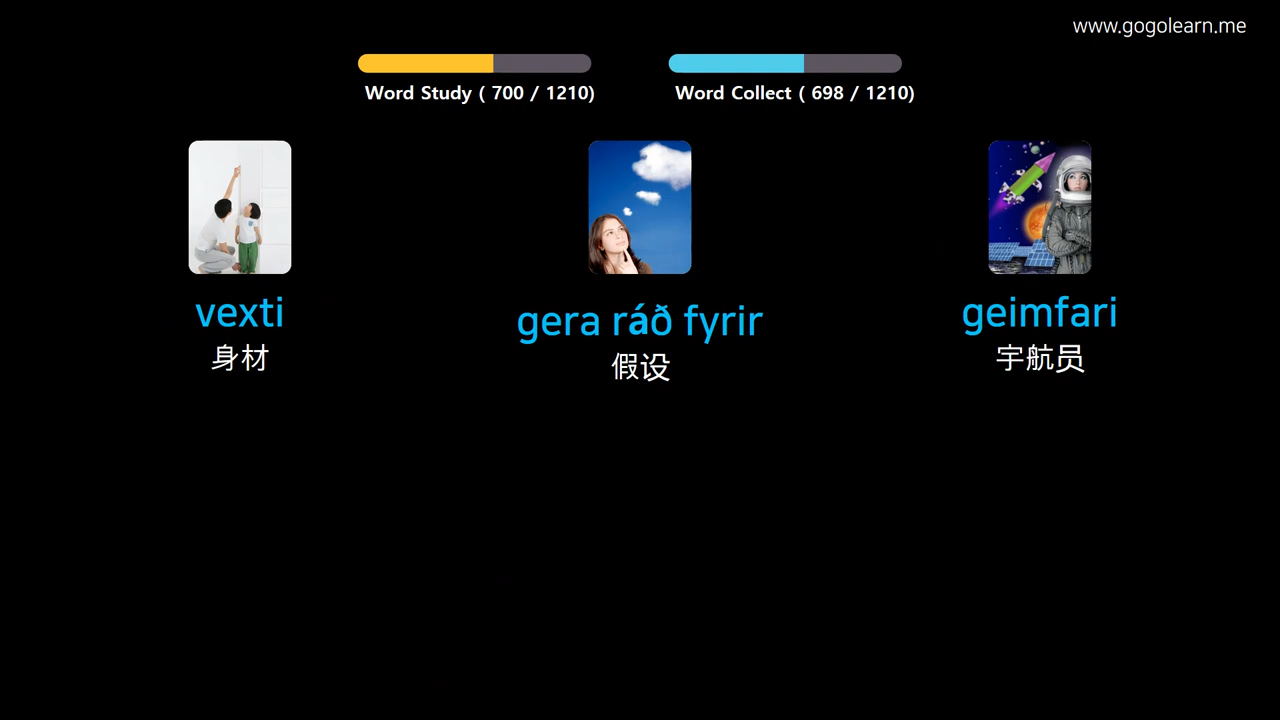 www.gogolearn.me
Word Study ( 700 / 1210)
Word Collect ( 698 / 1210)
vexti
身材
gera ráð fyrir
假设
geimfari
宇航员